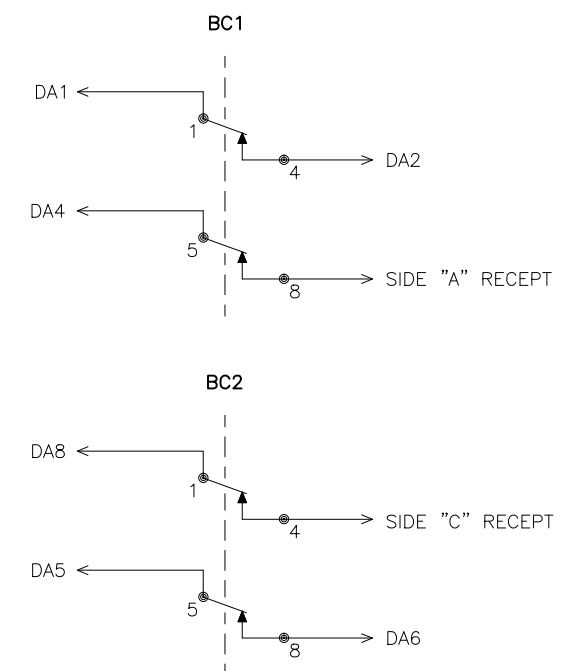 BC1
DA1
1
4
DA2
DA4
5
8
SIDE "A" RECEPT
BC2
DA8
1
4
SIDE "C" RECEPT
DA5
5
8
DA6